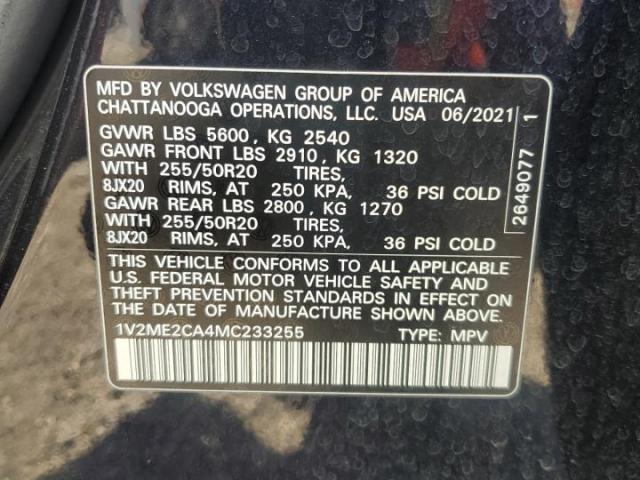 MFD BY VOLKSWAGEN GROUP OF AMERICA
CHATTANOOGA OPERATIONS, LLC. USA 06/2021
GVWR LBS 5600, KG 2540
GAWR FRONT LBS 2910, KG 1320
WITH 255/50R20 TIRES,
8JX20 RIMS, AT 250 KPA, 36 PSI COLD
GAWR REAR LBS 2800, KG 1270
WITH 255/50R20 TIRES,
8JX20 RIMS, AT 250 KPA, 36 PSI COLD
THIS VEHICLE CONFORMS TO ALL APPLICABLE
U.S. FEDERAL MOTOR VEHICLE SAFETY AND
THEFT PREVENTION STANDARDS IN EFFECT ON
THE DATE OF MANUFACTURE SHOWN ABOVE.
1V2ME2CA4MC233255 TYPE: MPV
2649077 1